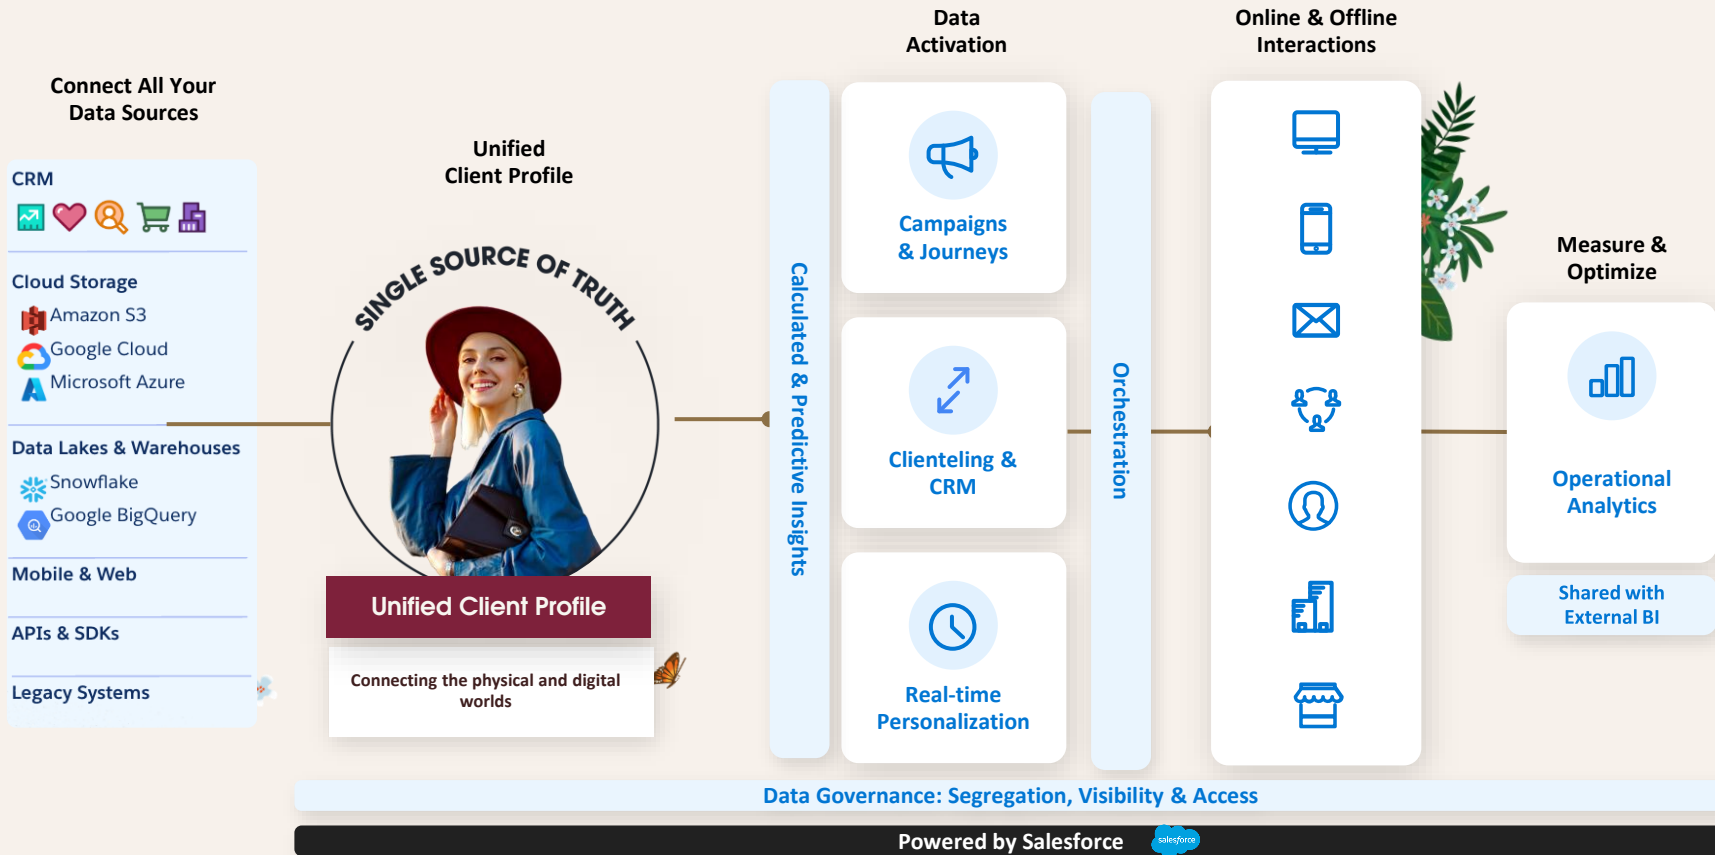 Connect All Your
Data Sources
CRM
Cloud Storage
Amazon S3
Google Cloud
Microsoft Azure
Data Lakes & Warehouses
Snowflake
Google BigQuery
Mobile & Web
APIs & SDKs
Legacy Systems
Unified
Client Profile
SINGLE SOURCE OF TRUTH
Unified Client Profile
Connecting the physical and digital
worlds
Calculated & Predictive Insights
Data
Activation
Campaigns
& Journeys
Clienteling &
CRM
Real-time
Personalization
Orchestration
Online & Offline
Interactions
Measure &
Optimize
Operational
Analytics
Shared with
External BI
Data Governance: Segregation, Visibility & Access
Powered by Salesforce
salesforce